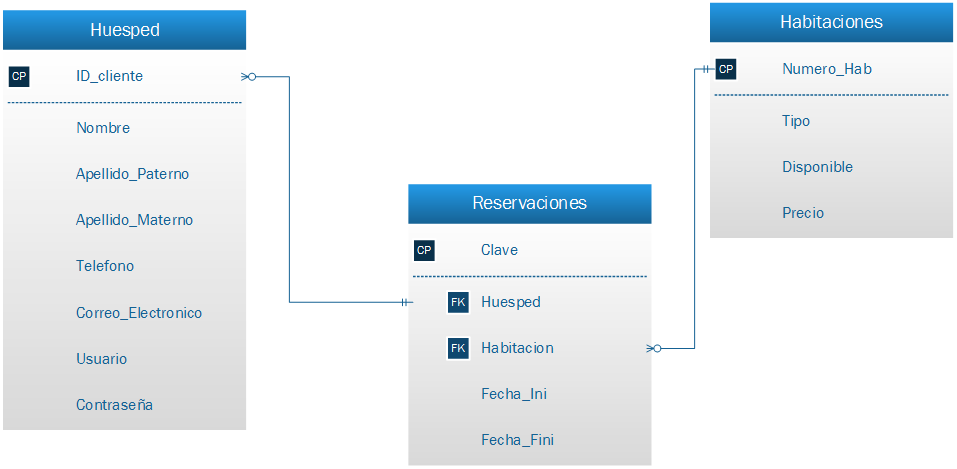 Huesped
CP ID_cliente
Nombre
Apellido_Paterno
Apellido_Materno
Telefono
Correo_Electronico
Usuario
Contraseña
Reservaciones
CP Clave
FK Huesped
FK Habitacion
Fecha_Ini
Fecha_Fini
Habitaciones
CP Numero_Hab
Tipo
Disponible
Precio